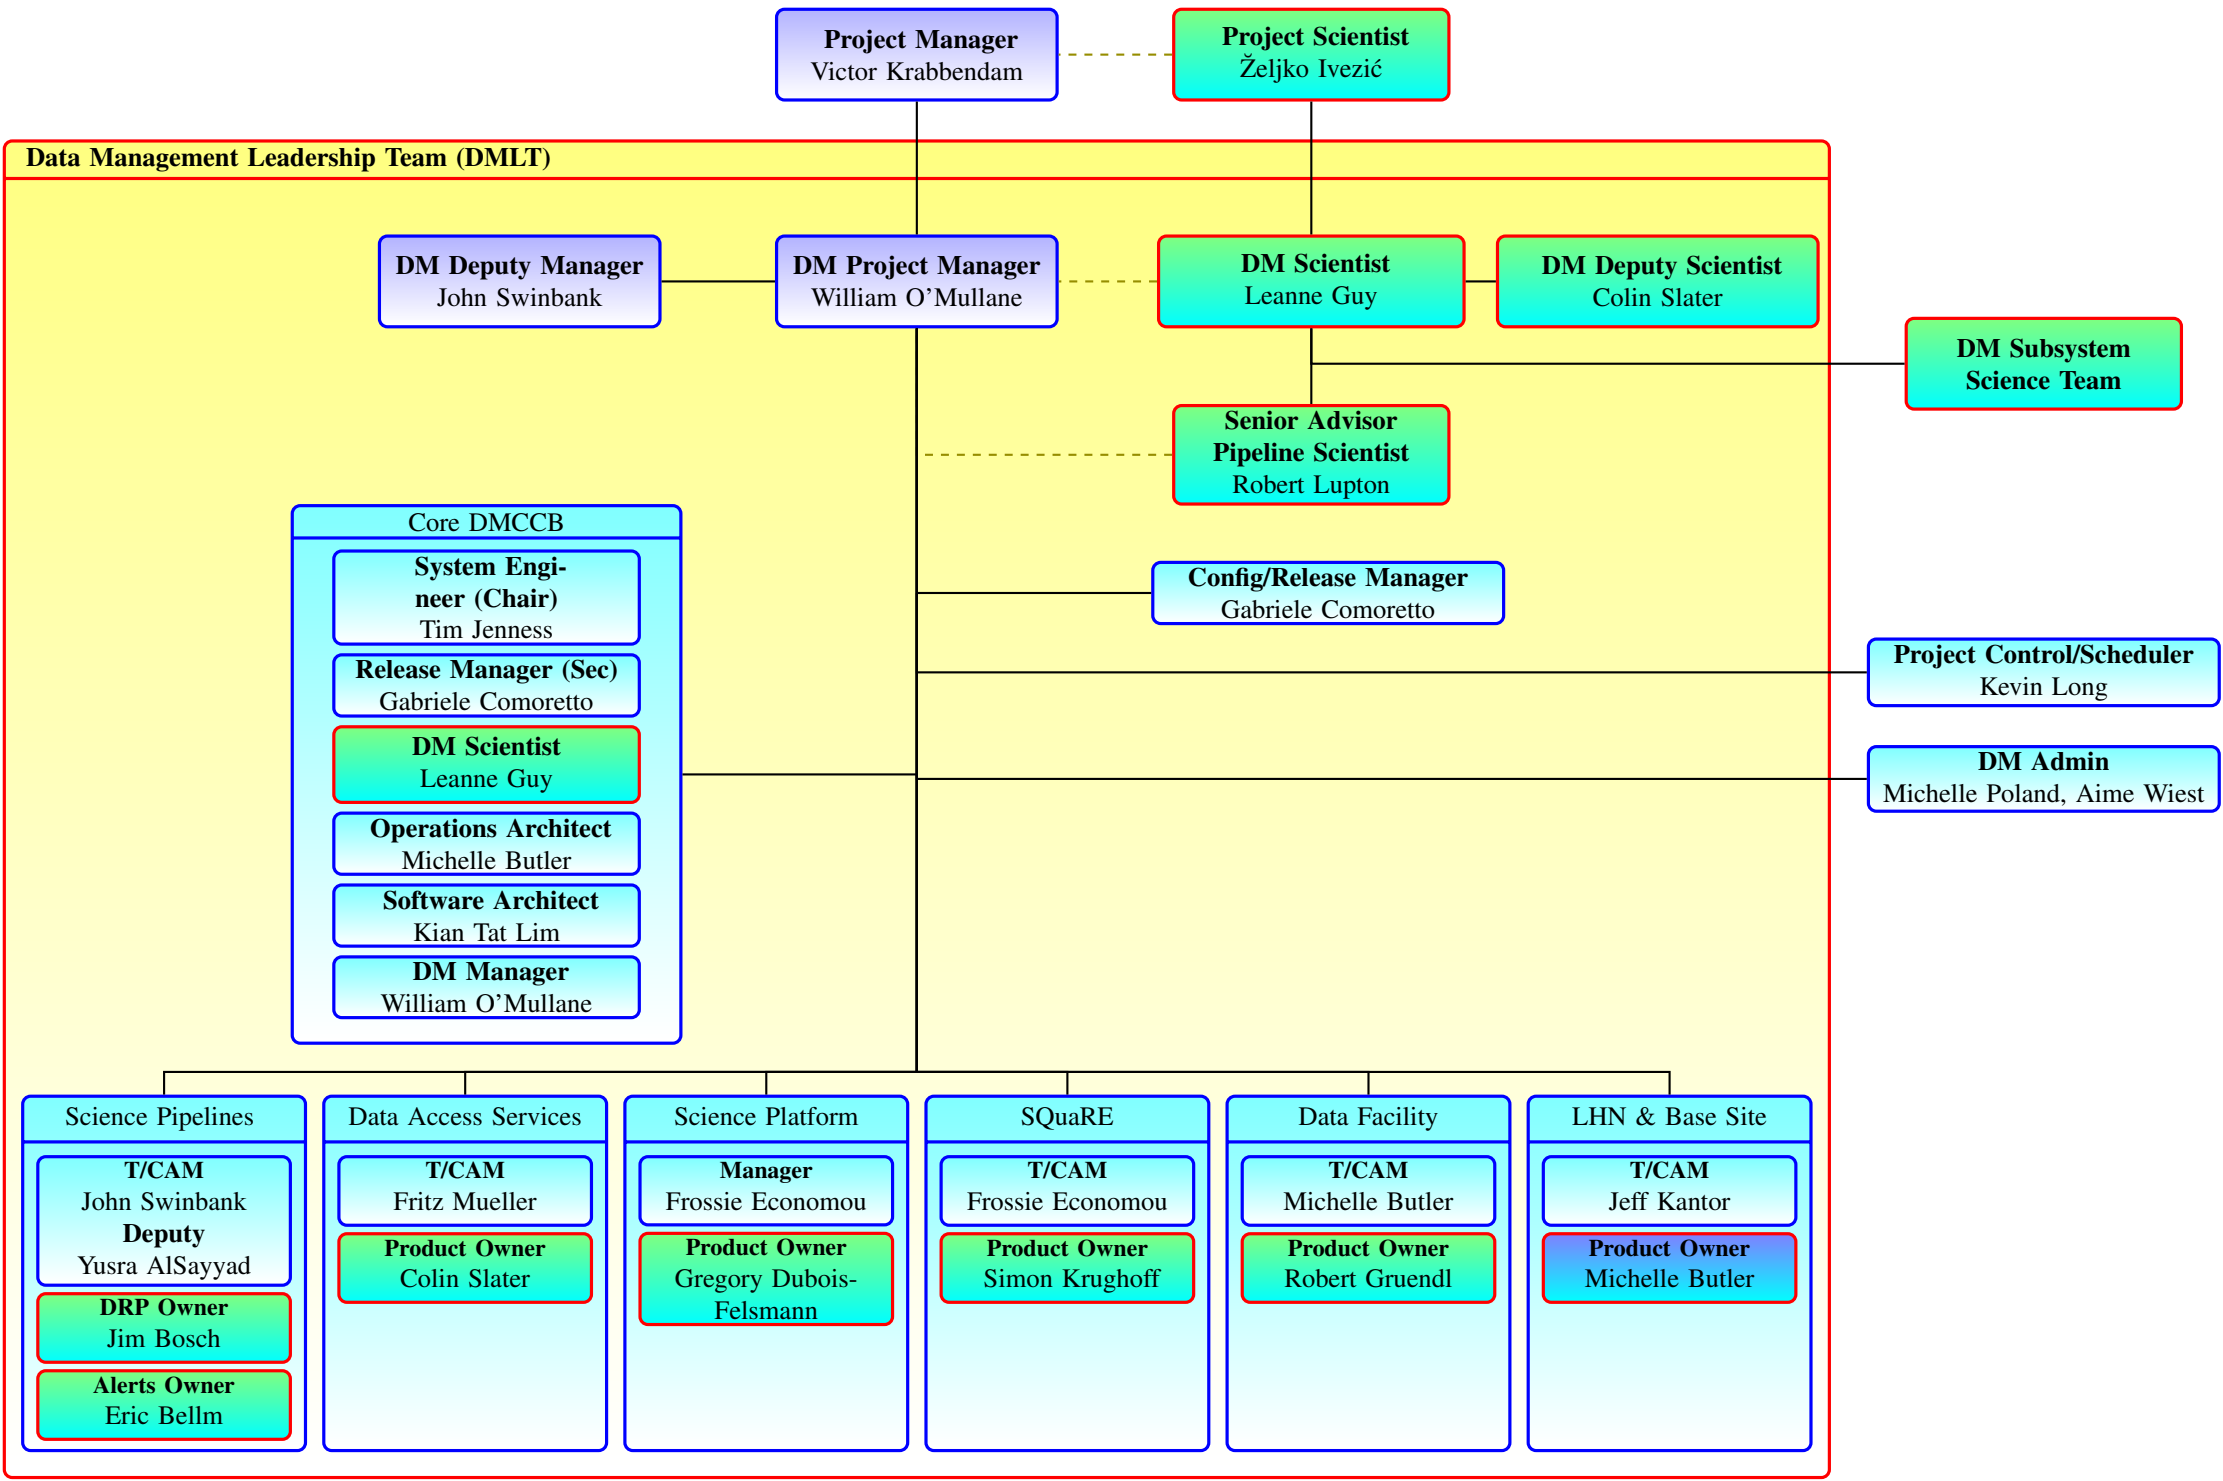 Project Manager
Victor Krabbendam
Project Scientist
Željko Ivezić
Data Management Leadership Team (DMLT)
DM Deputy Manager
John Swinbank
DM Project Manager
William O'Mullane
DM Scientist
Leanne Guy
DM Deputy Scientist
Colin Slater
DM Subsystem
Science Team
Senior Advisor
Pipeline Scientist
Robert Lupton
Core DMCCB
System Engi-
neer (Chair)
Tim Jenness
Release Manager (Sec)
Gabriele Comoretto
DM Scientist
Leanne Guy
Operations Architect
Michelle Butler
Software Architect
Kian Tat Lim
DM Manager
William O'Mullane
Config/Release Manager
Gabriele Comoretto
Project Control/Scheduler
Kevin Long
DM Admin
Michelle Poland, Aime Wiest
Science Pipelines
T/CAM
John Swinbank
Deputy
Yusra AlSayyad
DRP Owner
Jim Bosch
Alerts Owner
Eric Bellm
Data Access Services
T/CAM
Fritz Mueller
Product Owner
Colin Slater
Science Platform
Manager
Frossie Economou
Product Owner
Gregory Dubois-
Felsmann
SQuaRE
T/CAM
Frossie Economou
Product Owner
Simon Krughoff
Data Facility
T/CAM
Michelle Butler
Product Owner
Robert Gruendl
LHN & Base Site
T/CAM
Jeff Kantor
Product Owner
Michelle Butler